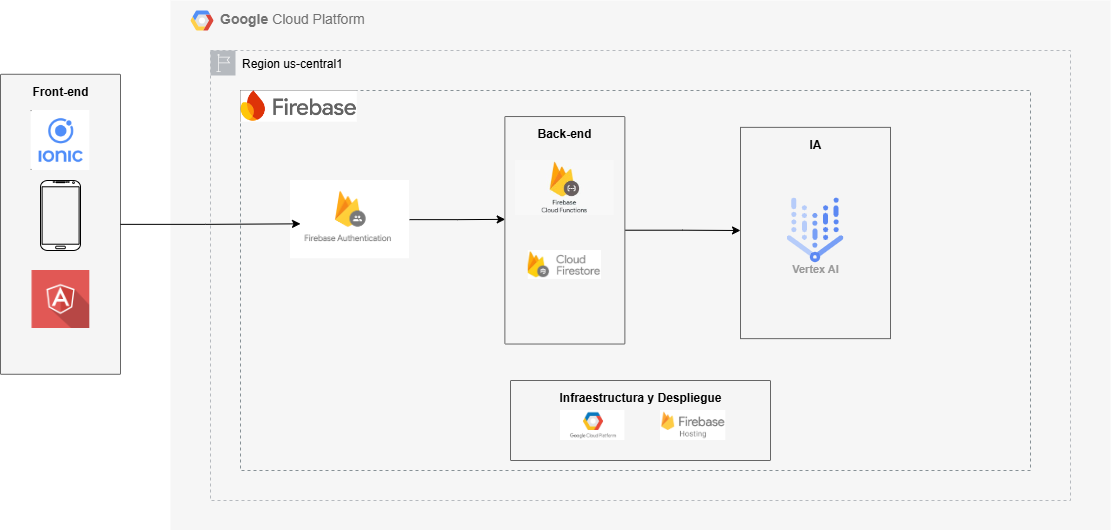 Google Cloud Platform
Region us-central1
Front-end
IONIC
Firebase
Firebase Authentication
Back-end
Firebase
Cloud Functions
Cloud
Firestore
IA
Vertex AI
Infraestructura y Despliegue
Google Cloud Platform
Firebase
Hosting